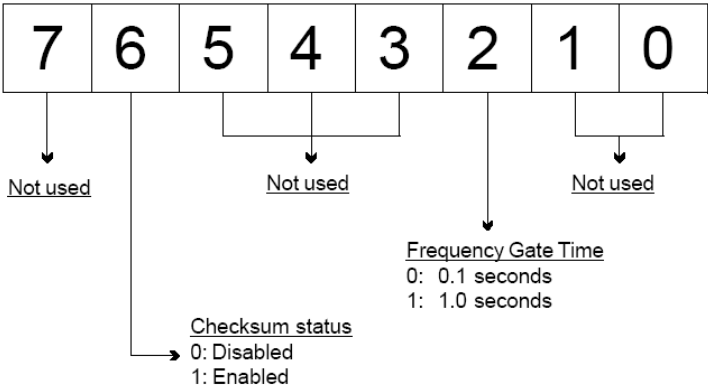 7 6 5 4 3 2 1 0
Not used
Not used
Not used
Frequency Gate Time
0: 0.1 seconds
1: 1.0 seconds
Checksum status
0: Disabled
1: Enabled